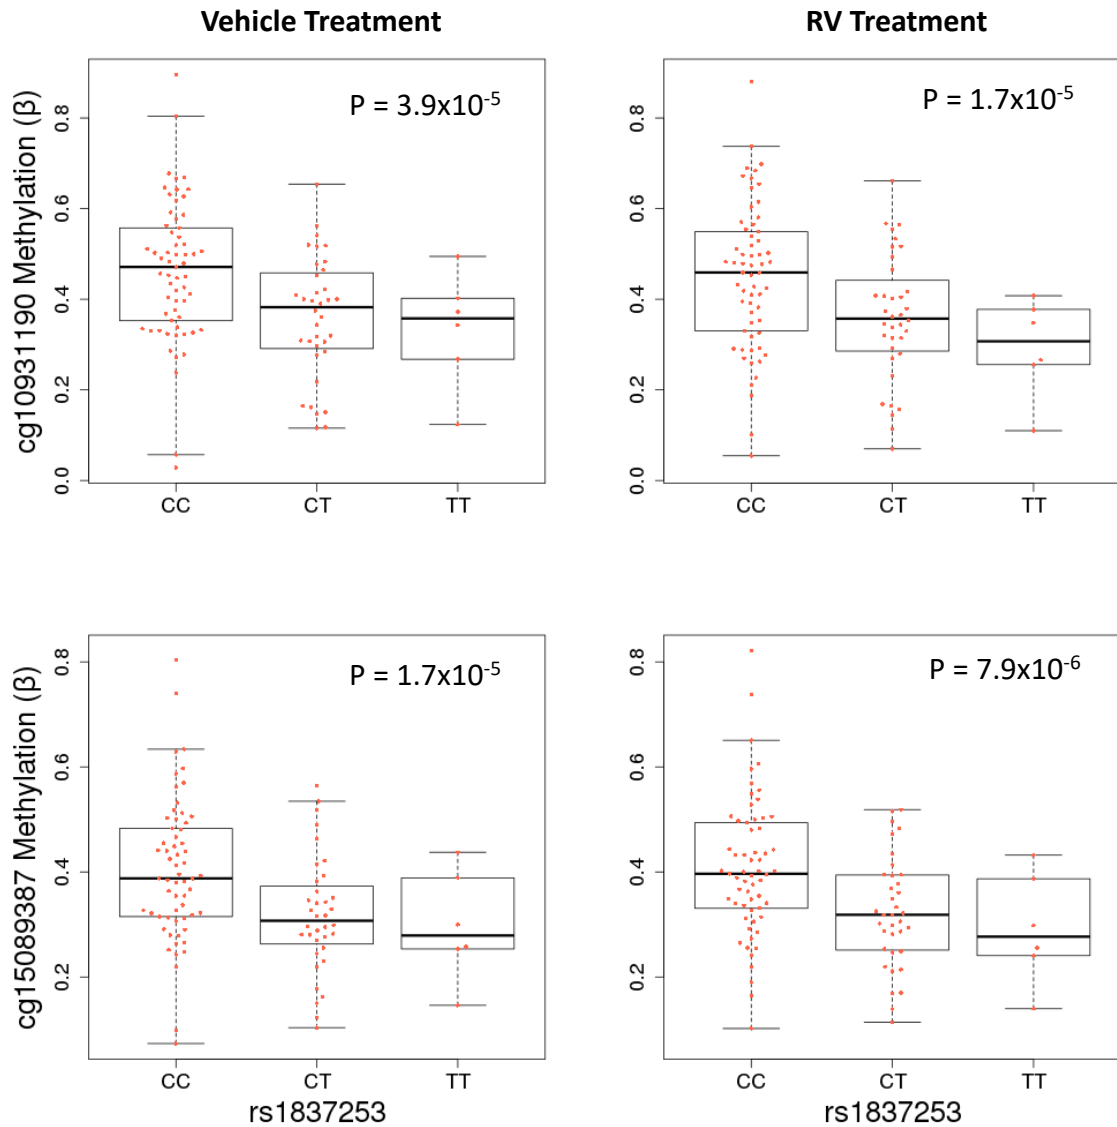 Vehicle Treatment
RV Treatment
cg10931190 Methylation (β)
0.8
0.6
0.4
0.2
0.0
P = 3.9x10⁻⁵
CC CT TT
0.8
0.6
0.4
0.2
0.0
P = 1.7x10⁻⁵
CC CT TT
cg15089387 Methylation (β)
0.8
0.6
0.4
0.2
P = 1.7x10⁻⁵
CC CT TT
rs1837253
0.8
0.6
0.4
0.2
P = 7.9x10⁻⁶
CC CT TT
rs1837253